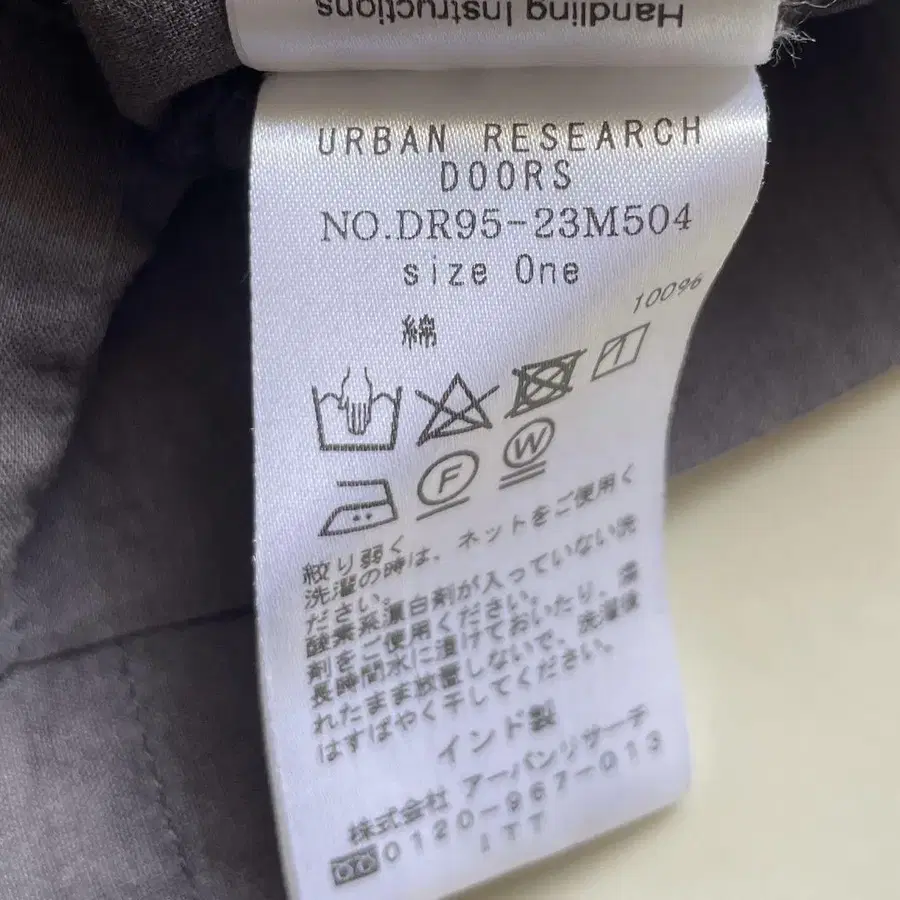 Handling Instructions
URBAN RESEARCH
DOORS
NO.DR95-23M504
size One
綿
100%
F
W
絞り弱く
洗濯の時は、ネットをご使用く
ださい。
酸素系漂白剤が入っていない洗
剤をご使用ください。濡
長時間水に漬けておいたり、洗濯後
れたまま放置しないで、洗濯後
はすばやく干してください。
インド製
株式会社 アーバンリサーチ
0120-967-013
ITT